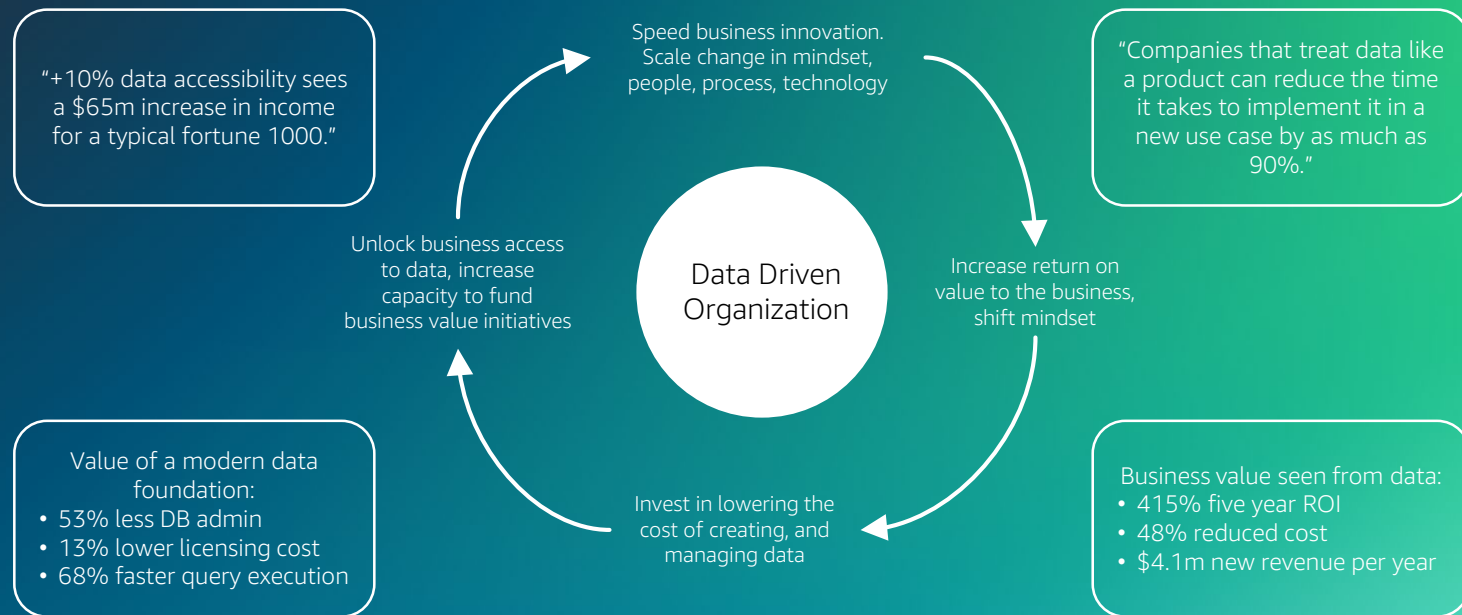 "+10% data accessibility sees
a $65m increase in income
for a typical fortune 1000."
Speed business innovation.
Scale change in mindset,
people, process, technology
"Companies that treat data like
a product can reduce the time
it takes to implement it in a
new use case by as much as
90%."
Unlock business access
to data, increase
capacity to fund
business value initiatives
Data Driven
Organization
Increase return on
value to the business,
shift mindset
Value of a modern data
foundation:
• 53% less DB admin
• 13% lower licensing cost
• 68% faster query execution
Invest in lowering the
cost of creating, and
managing data
Business value seen from data:
• 415% five year ROI
• 48% reduced cost
• $4.1m new revenue per year